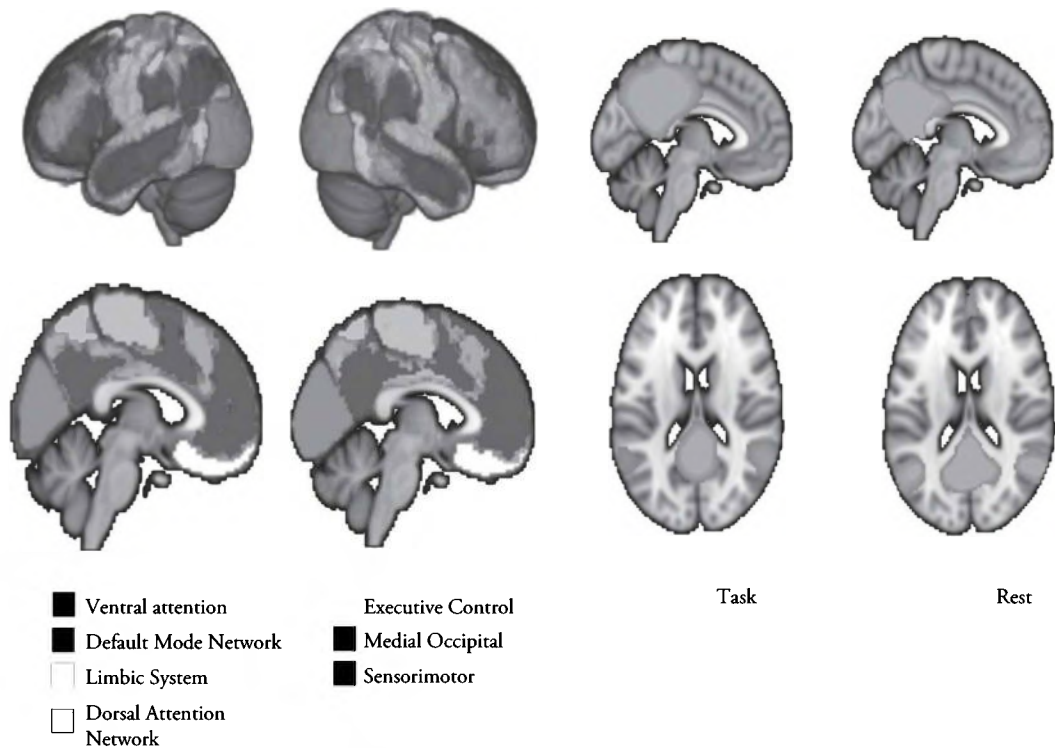 Ventral attention
Default Mode Network
Limbic System
Dorsal Attention
Network
Executive Control
Medial Occipital
Sensorimotor
Task
Rest